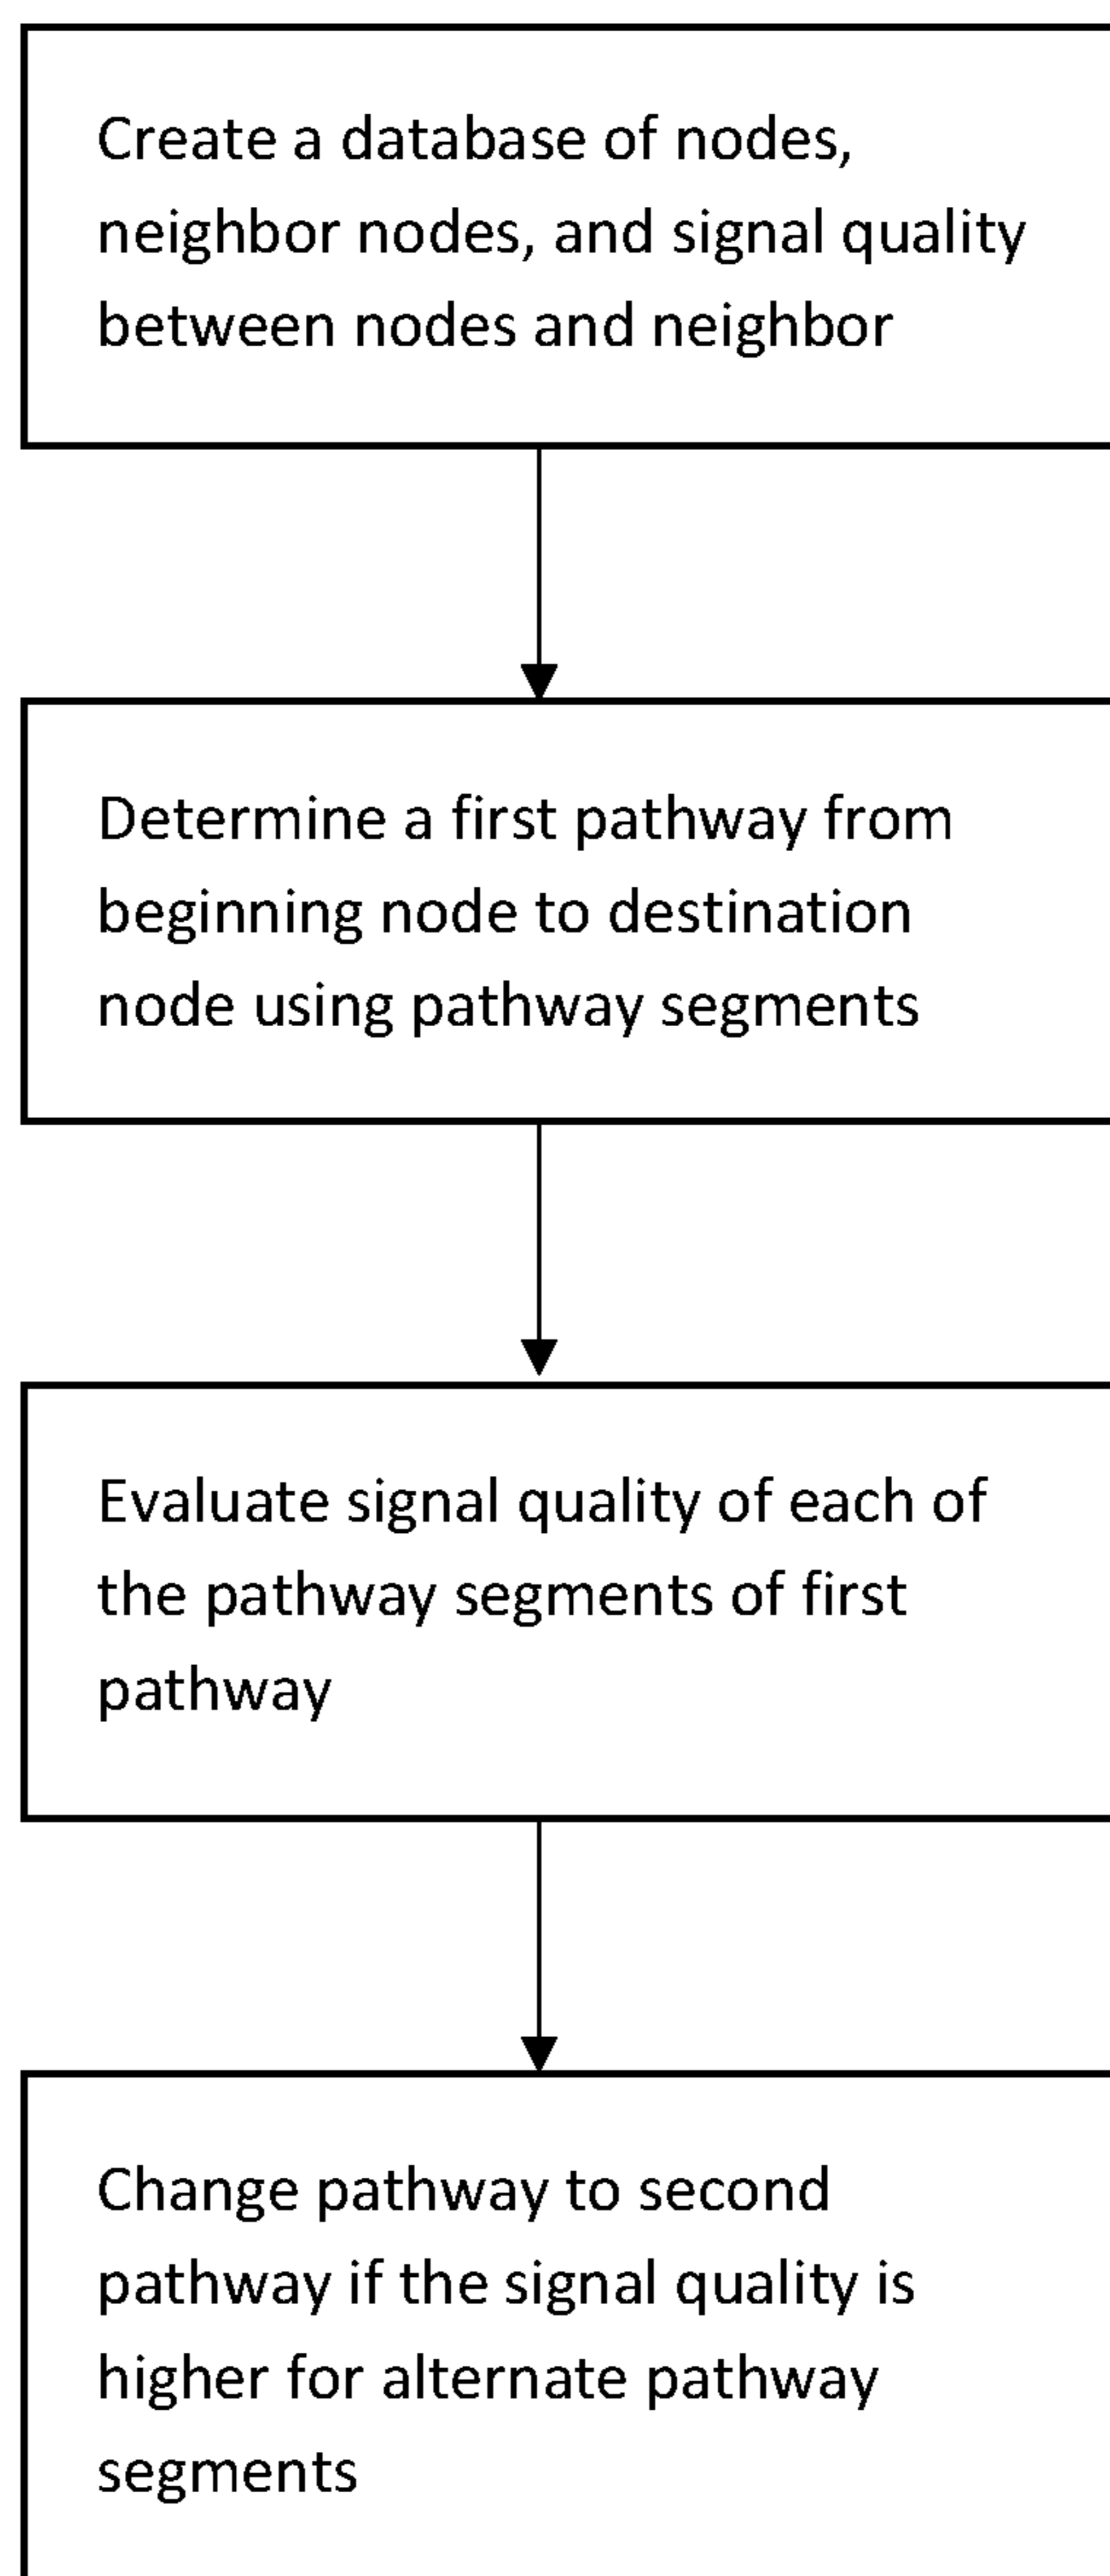 Create a database of nodes,
neighbor nodes, and signal quality
between nodes and neighbor
Determine a first pathway from
beginning node to destination
node using pathway segments
Evaluate signal quality of each of
the pathway segments of first
pathway
Change pathway to second
pathway if the signal quality is
higher for alternate pathway
segments